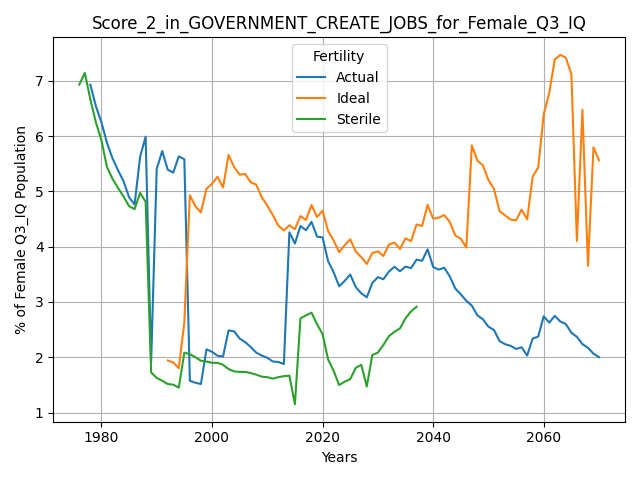 Score_2_in_GOVERNMENT_CREATE_JOBS_for_Female_Q3_IQ
Fertility
Actual
Ideal
Sterile
% of Female Q3_IQ Population
7
6
5
4
3
2
1
1980 2000 2020 2040 2060
Years